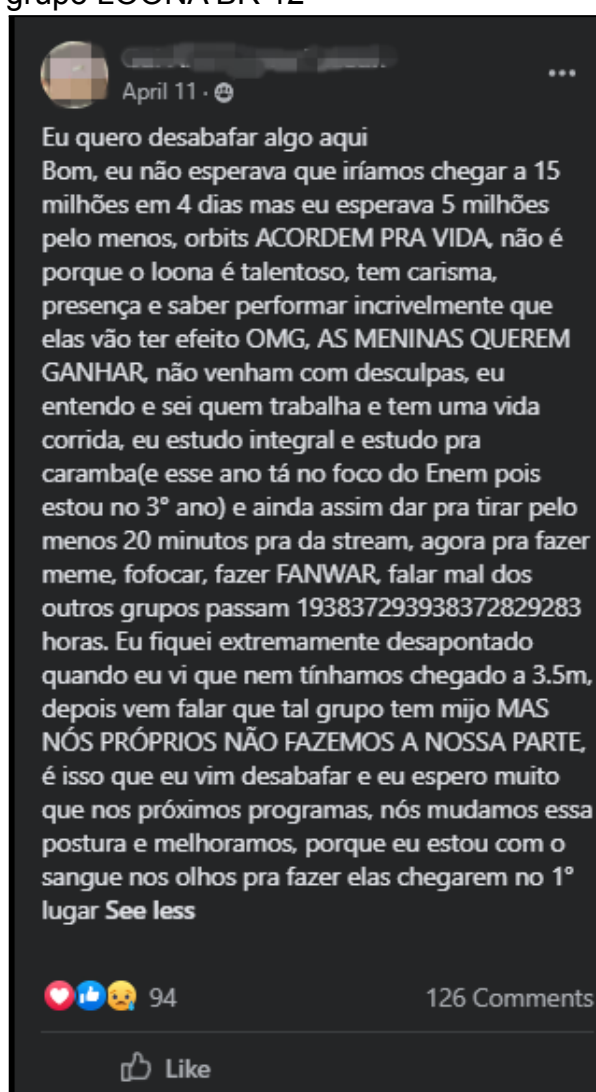 grupo LOONA BR 12
April 11 ·
Eu quero desabafar algo aqui
Bom, eu não esperava que iríamos chegar a 15
milhões em 4 dias mas eu esperava 5 milhões
pelo menos, orbits ACORDEM PRA VIDA, não é
porque o loona é talentoso, tem carisma,
presença e saber performar incrivelmente que
elas vão ter efeito OMG, AS MENINAS QUEREM
GANHAR, não venham com desculpas, eu
entendo e sei quem trabalha e tem uma vida
corrida, eu estudo integral e estudo pra
caramba(e esse ano tá no foco do Enem pois
estou no 3° ano) e ainda assim dar pra tirar pelo
menos 20 minutos pra da stream, agora pra fazer
meme, fofocar, fazer FANWAR, falar mal dos
outros grupos passam 193837293938372829283
horas. Eu fiquei extremamente desapontado
quando eu vi que nem tínhamos chegado a 3.5m,
depois vem falar que tal grupo tem mijo MAS
NÓS PRÓPRIOS NÃO FAZEMOS A NOSSA PARTE,
é isso que eu vim desabafar e eu espero muito
que nos próximos programas, nós mudamos essa
postura e melhoramos, porque eu estou com o
sangue nos olhos pra fazer elas chegarem no 1°
lugar See less
94
126 Comments
Like